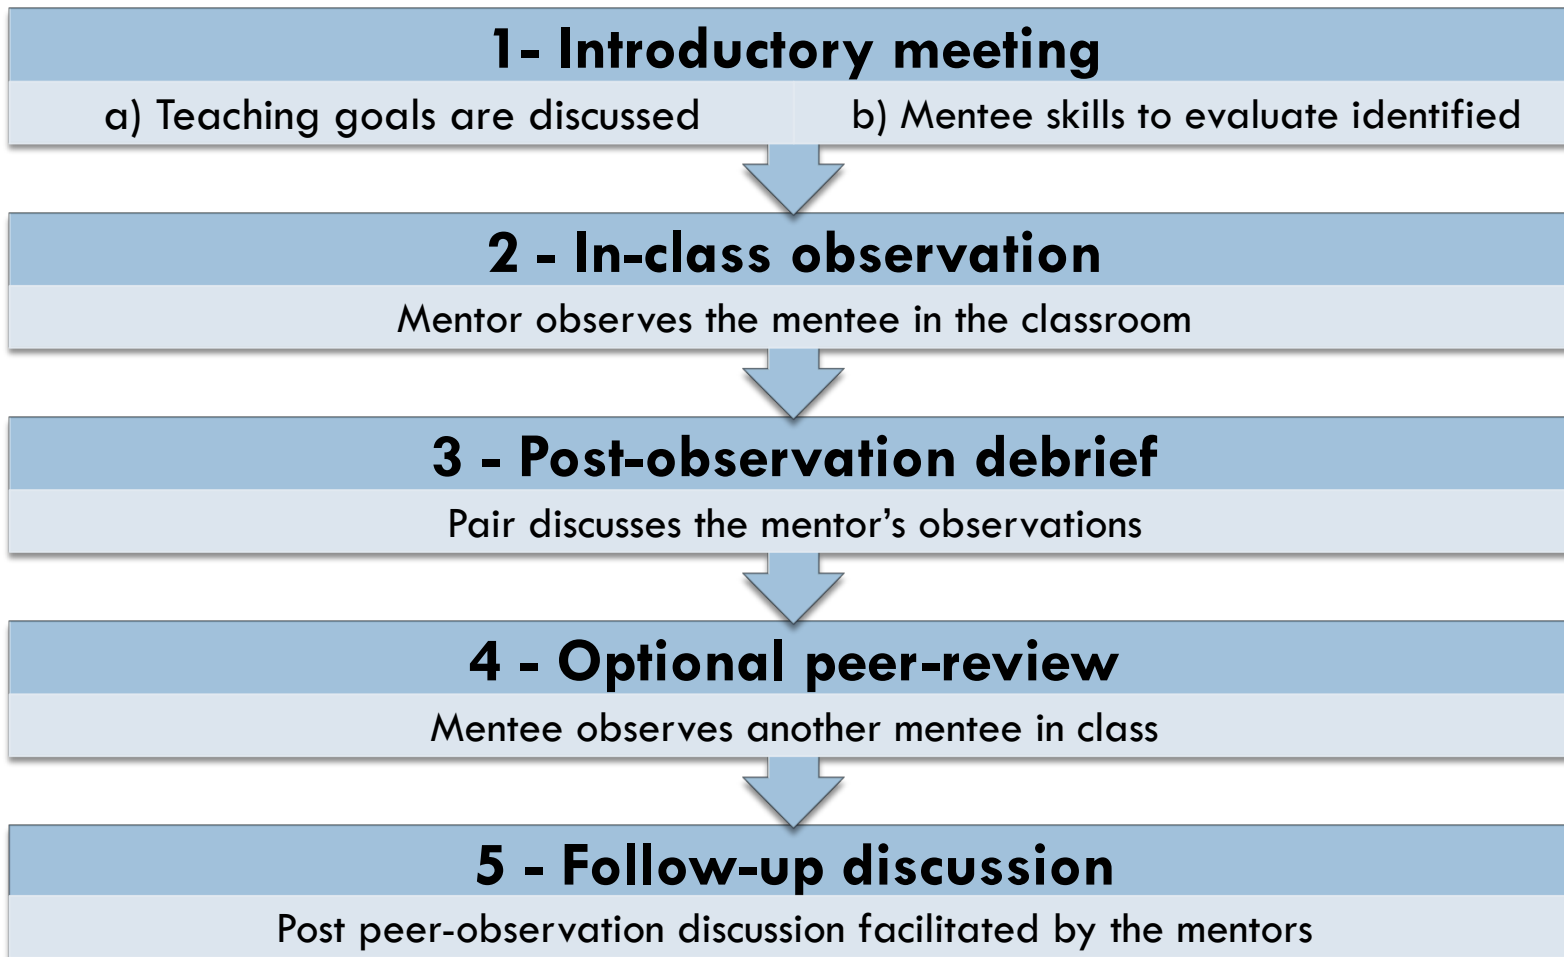 1- Introductory meeting
a) Teaching goals are discussed
b) Mentee skills to evaluate identified
2 - In-class observation
Mentor observes the mentee in the classroom
3 - Post-observation debrief
Pair discusses the mentor’s observations
4 - Optional peer-review
Mentee observes another mentee in class
5 - Follow-up discussion
Post peer-observation discussion facilitated by the mentors